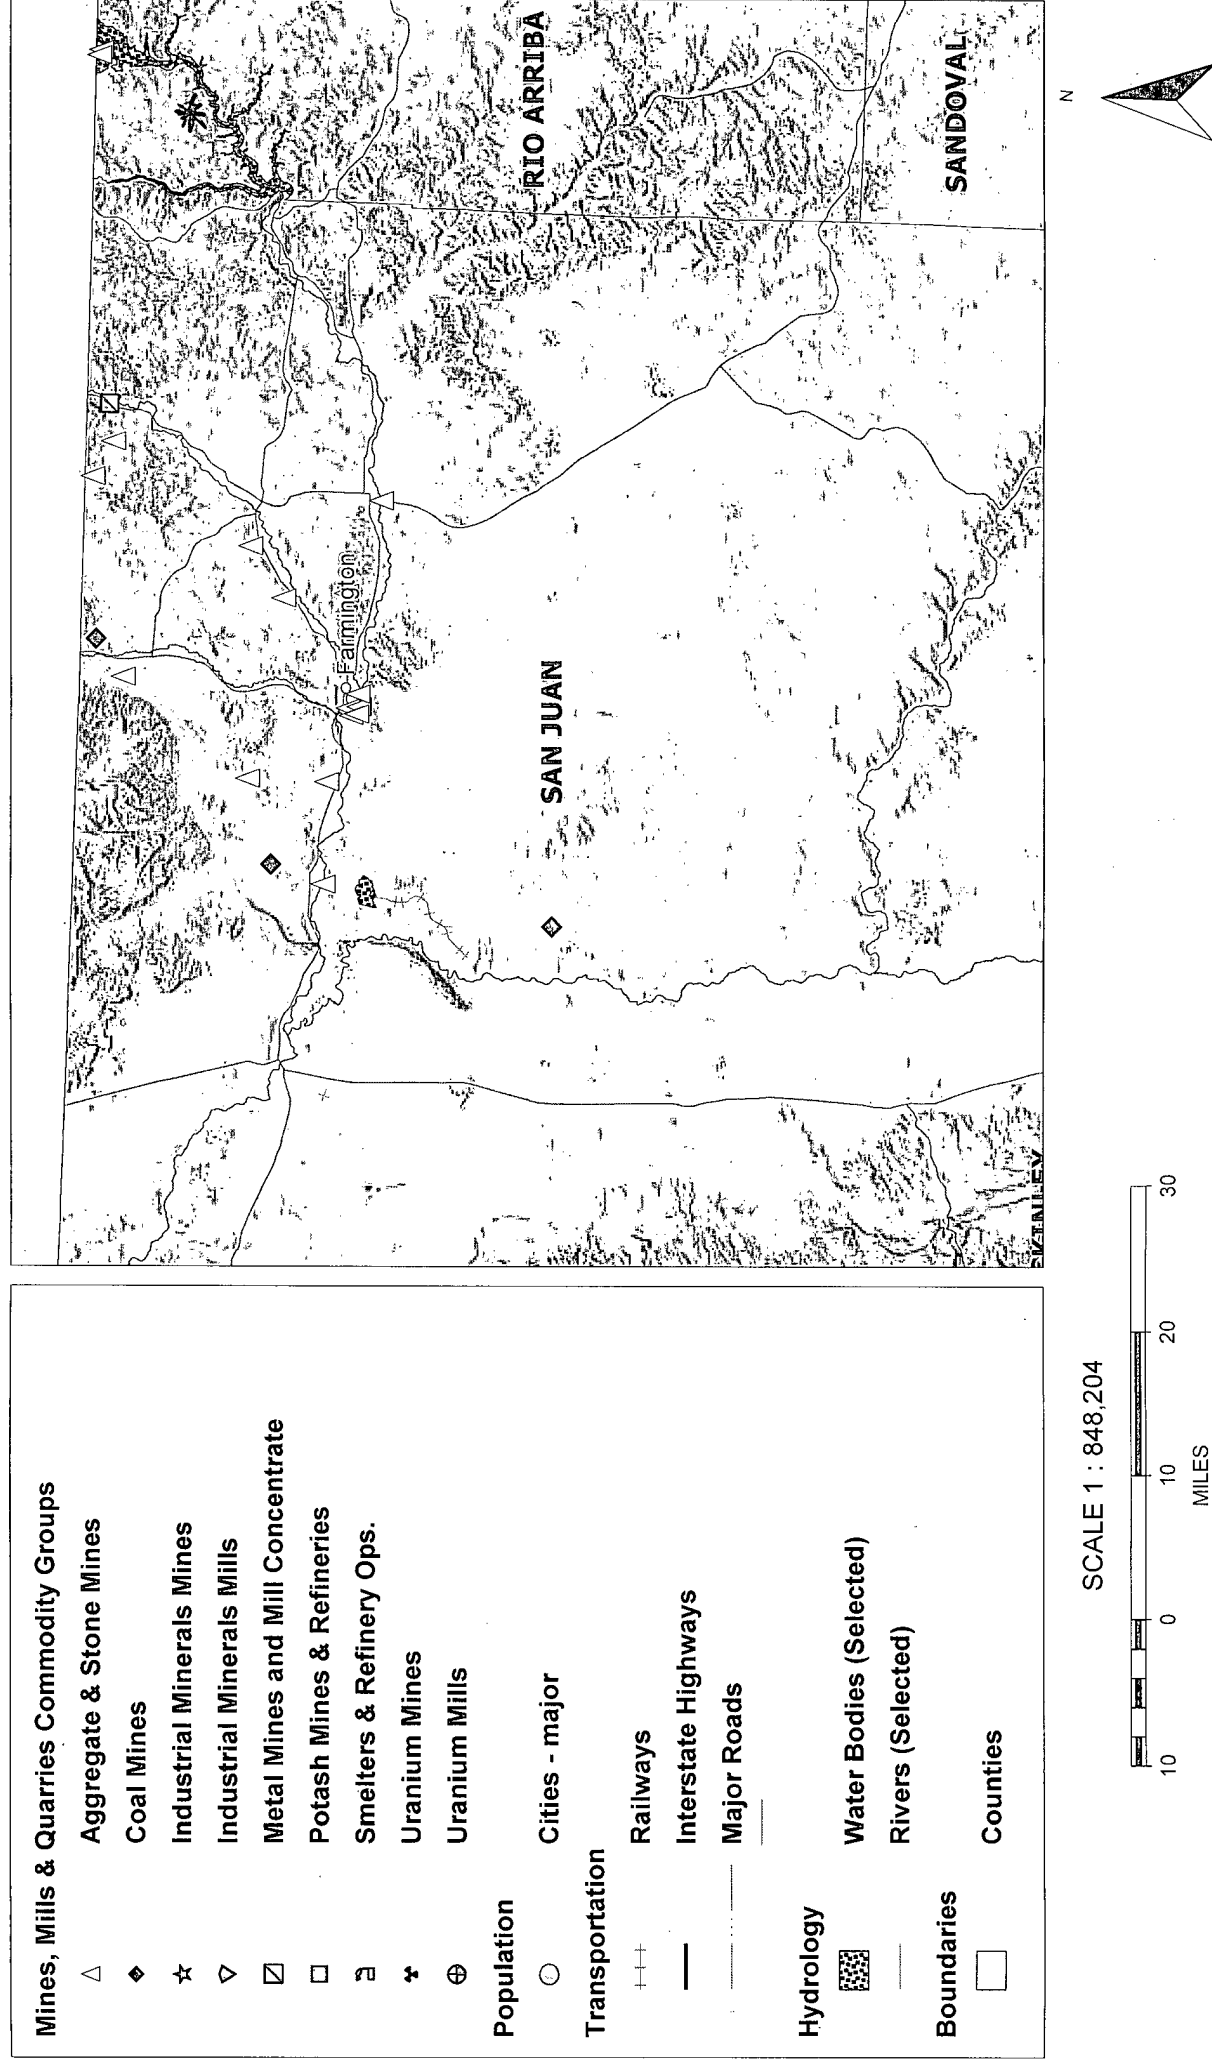 Mines, Mills & Quarries Commodity Groups
Aggregate & Stone Mines
Coal Mines
Industrial Minerals Mines
Industrial Minerals Mills
Metal Mines and Mill Concentrate
Potash Mines & Refineries
Smelters & Refinery Ops.
Uranium Mines
Uranium Mills
Population
Cities - major
Transportation
Railways
Interstate Highways
Major Roads
Hydrology
Water Bodies (Selected)
Rivers (Selected)
Boundaries
Counties
Farmington
SAN JUAN
RIO ARRIBA
SANDOVAL
SCALE 1 : 848,204
10 0 10 20 30
MILES
N